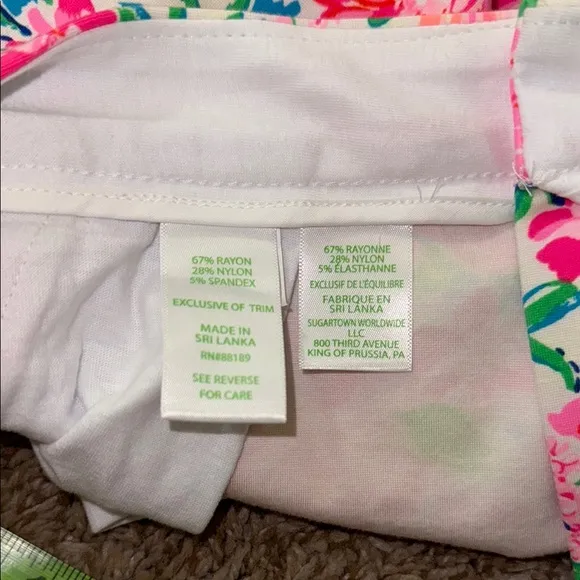 67% RAYON
28% NYLON
5% SPANDEX
EXCLUSIVE OF TRIM
MADE IN
SRI LANKA
RN#88189
SEE REVERSE
FOR CARE
67% RAYONNE
28% NYLON
5% ÉLASTHANNE
EXCLUSIF DE L'ÉQUILIBRE
FABRIQUE EN
SRI LANKA
SUGARTOWN WORLDWIDE
LLC
800 THIRD AVENUE
KING OF PRUSSIA, PA